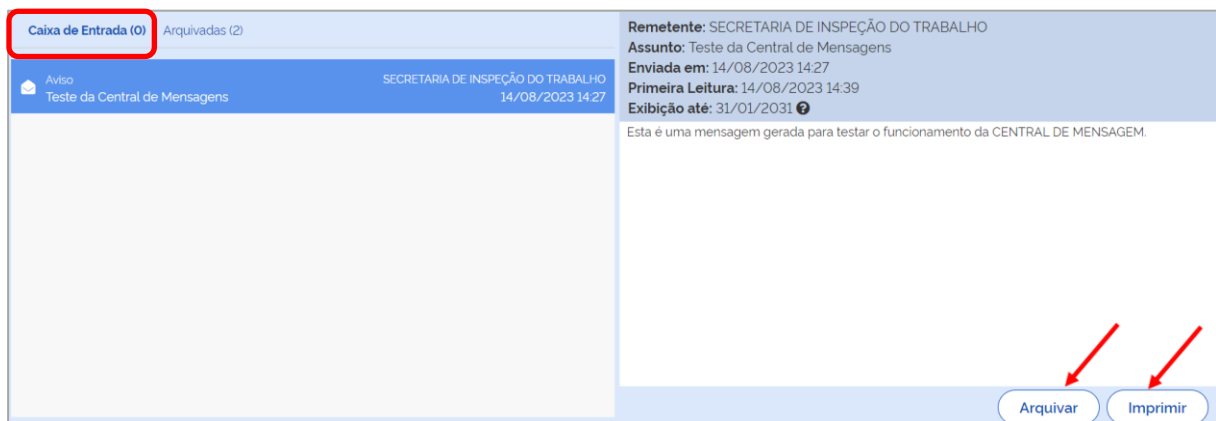 Caixa de Entrada (0) Arquivadas (2)
Aviso SECRETARIA DE INSPEÇÃO DO TRABALHO
Teste da Central de Mensagens 14/08/2023 14:27
Remetente: SECRETARIA DE INSPEÇÃO DO TRABALHO
Assunto: Teste da Central de Mensagens
Enviada em: 14/08/2023 14:27
Primeira Leitura: 14/08/2023 14:39
Exibição até: 31/01/2031 ?
Esta é uma mensagem gerada para testar o funcionamento da CENTRAL DE MENSAGEM.
Arquivar Imprimir